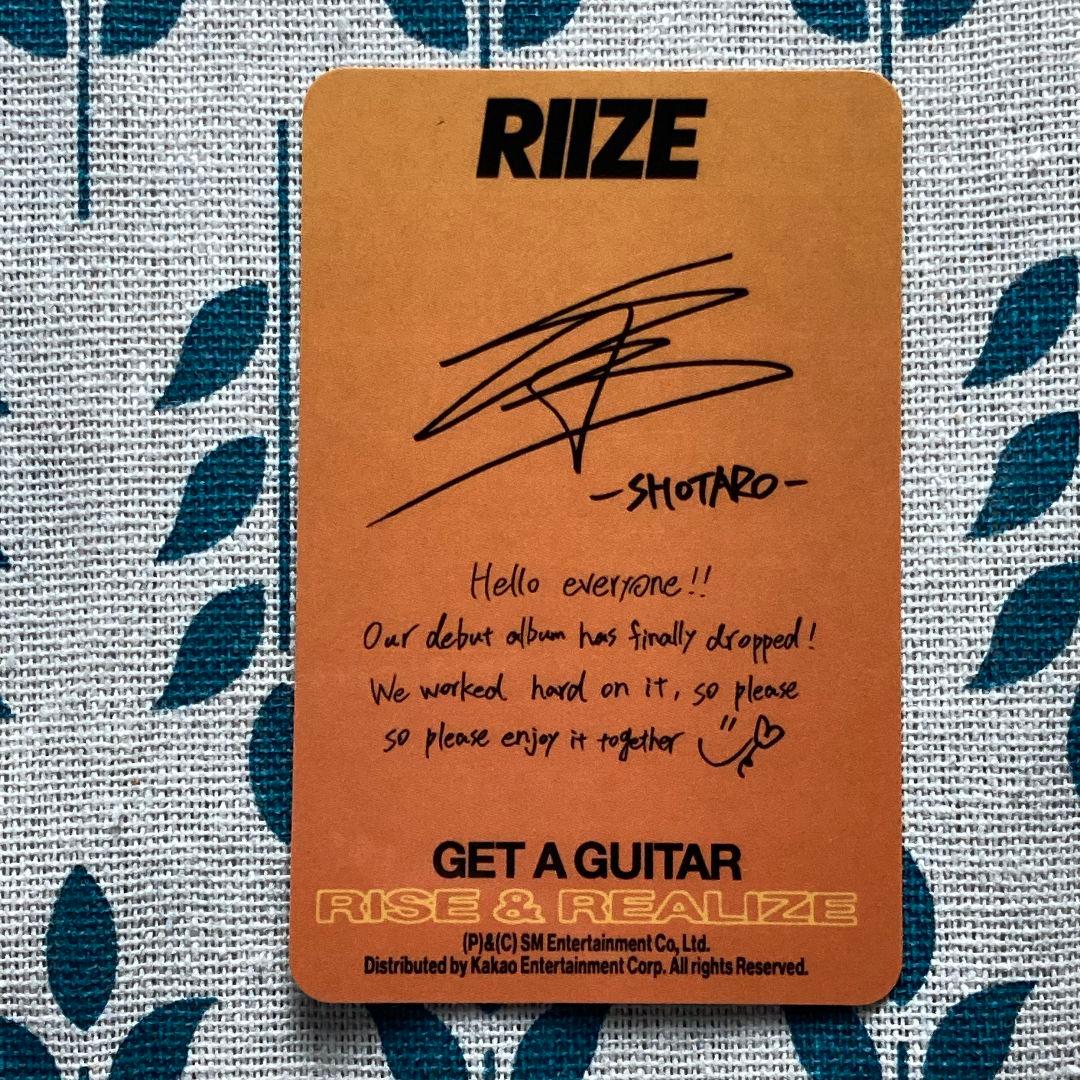 RIIZE
-SHOTARO-
Hello everyone!!
Our debut album has finally dropped!
We worked hard on it, so please
so please enjoy it together
GET A GUITAR
RISE & REALIZE
(P)&(C) SM Entertainment Co., Ltd.
Distributed by Kakao Entertainment Corp. All rights Reserved.